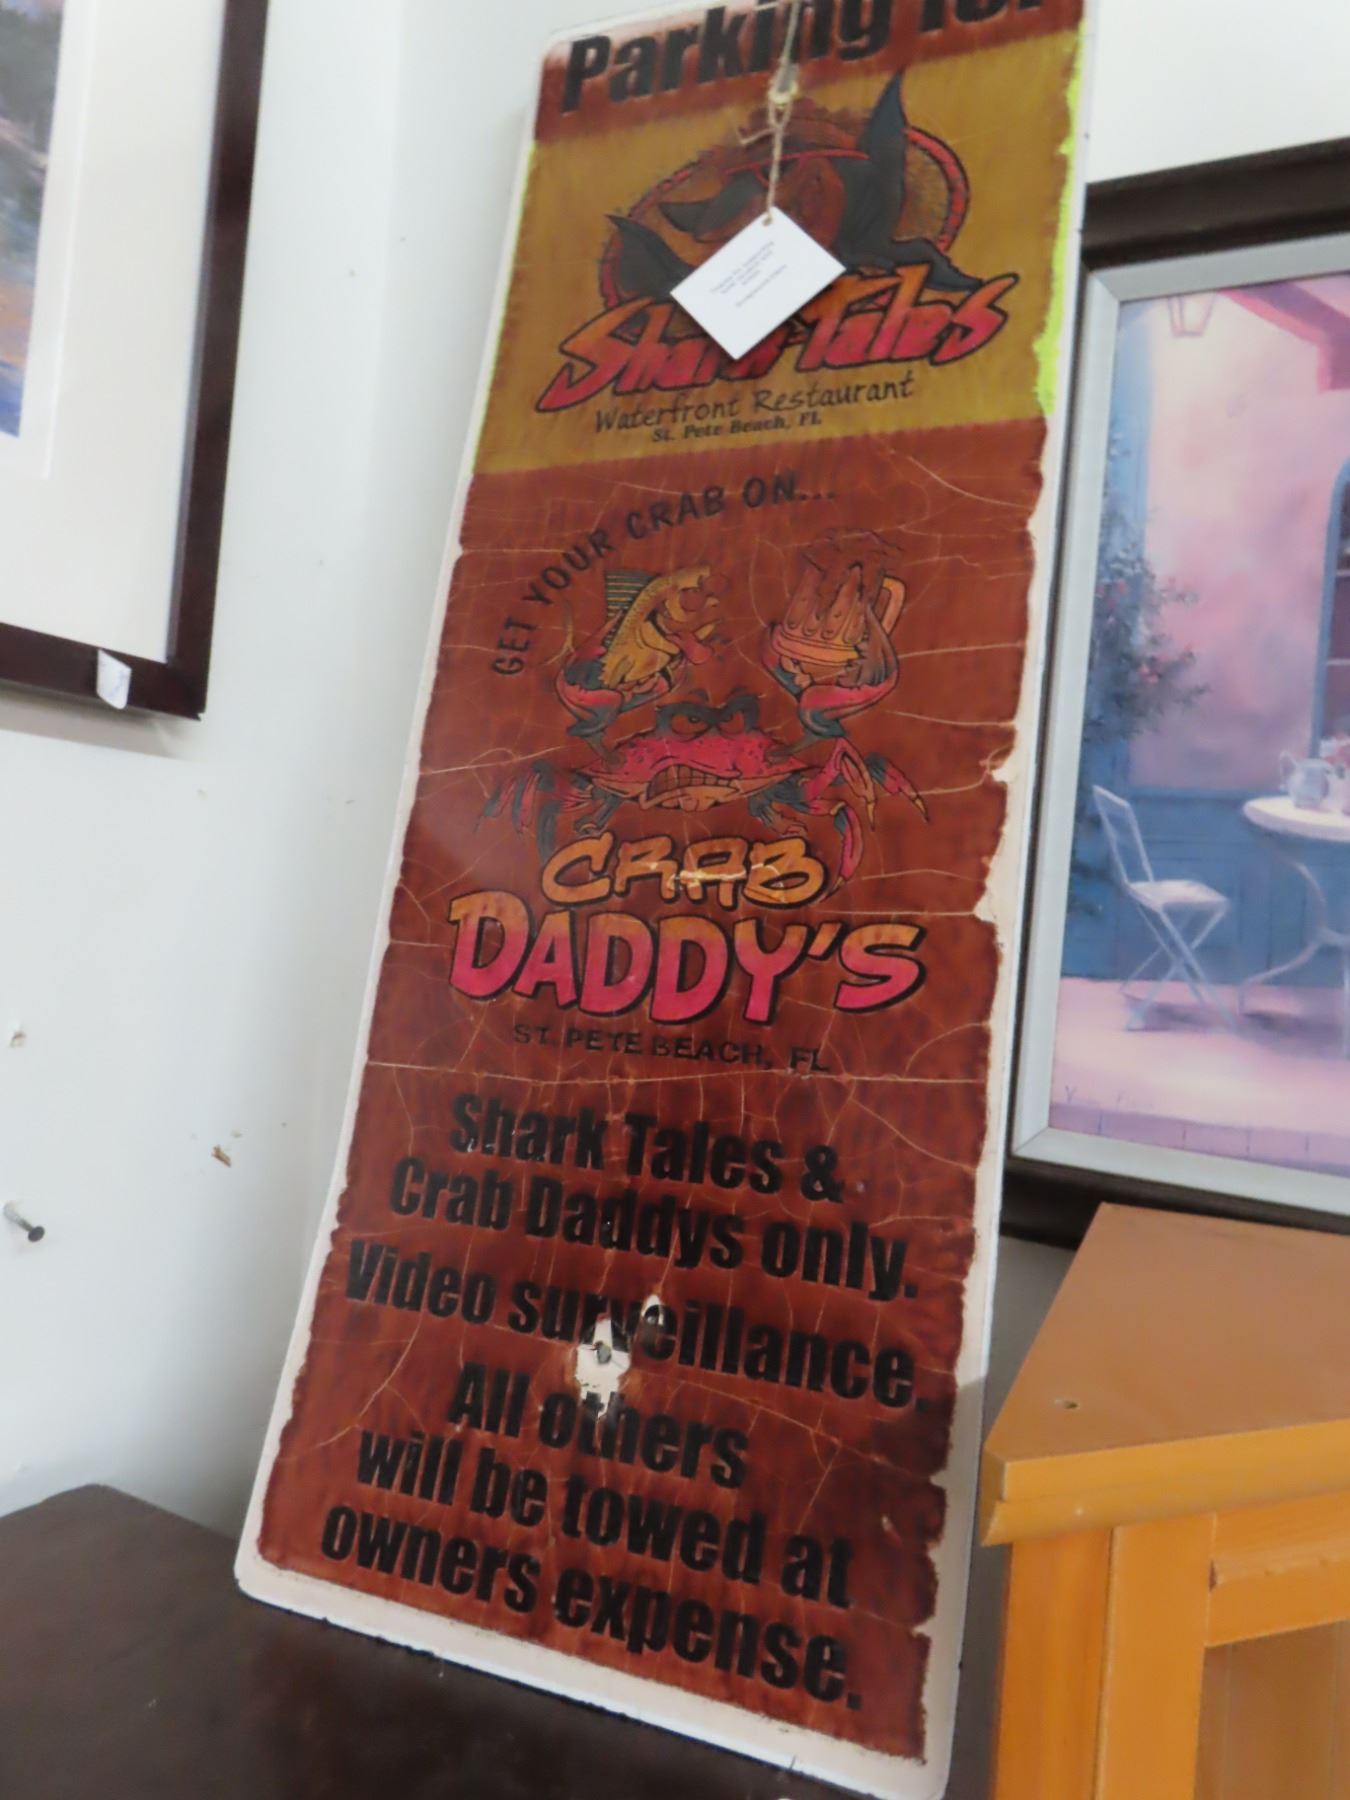 Parking for
Shark Tales
Waterfront Restaurant
St. Pete Beach, FL
GET YOUR CRAB ON...
CRAB
DADDY'S
ST. PETE BEACH, FL
Shark Tales &
Crab Daddys only.
Video surveillance.
All others
will be towed at
owners expense.